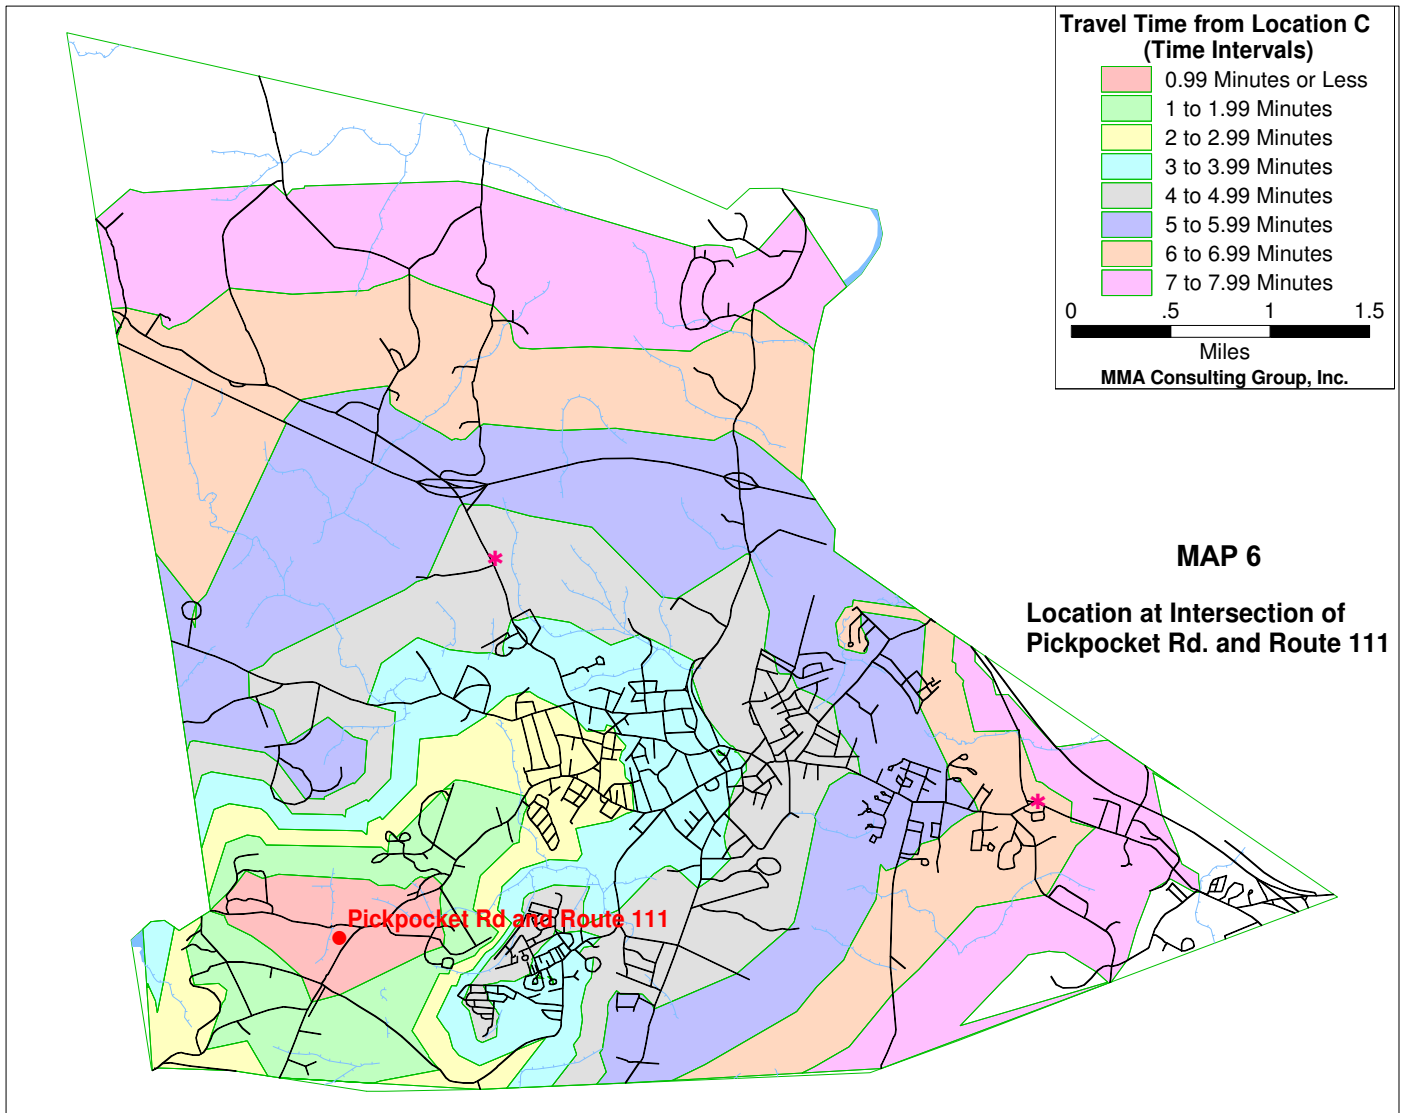 Travel Time from Location C
(Time Intervals)
0.99 Minutes or Less
1 to 1.99 Minutes
2 to 2.99 Minutes
3 to 3.99 Minutes
4 to 4.99 Minutes
5 to 5.99 Minutes
6 to 6.99 Minutes
7 to 7.99 Minutes
0 .5 1 1.5
Miles
MMA Consulting Group, Inc.
MAP 6
Location at Intersection of
Pickpocket Rd. and Route 111
Pickpocket Rd and Route 111